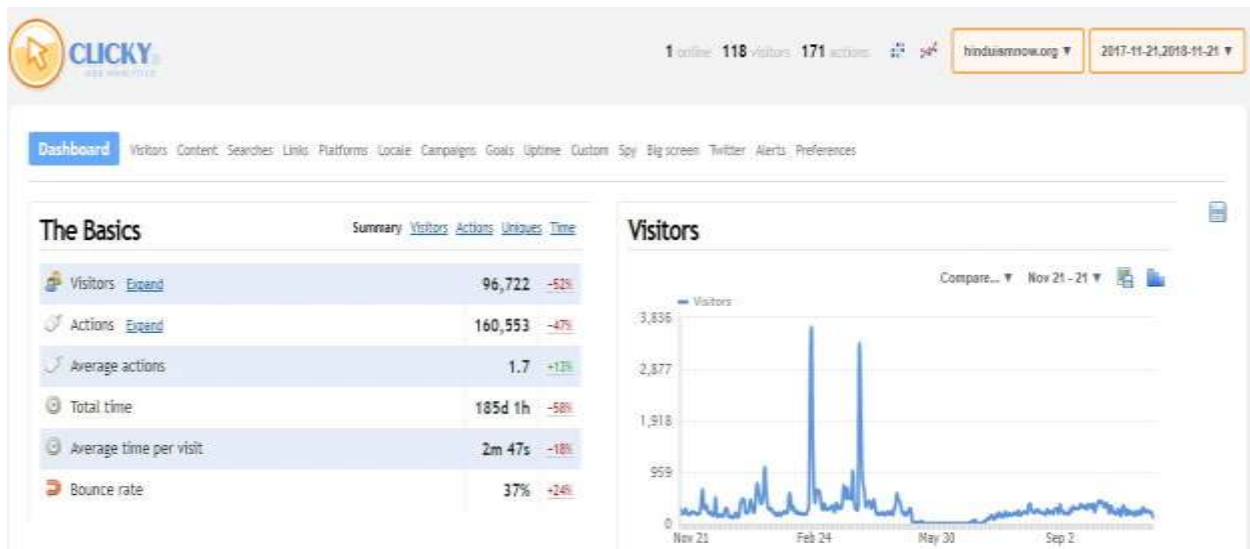 CLICKY
WEB ANALYTICS
1 online 118 visitors 171 actions
hinduismnow.org ▼
2017-11-21,2018-11-21 ▼
Dashboard Visitors Content Searches Links Platforms Locale Campaigns Goals Uptime Custom Spy Big screen Twitter Alerts Preferences
The Basics
Summary Visitors Actions Uniques Time
Visitors Expand 96,722 -52%
Actions Expand 160,553 -47%
Average actions 1.7 +13%
Total time 185d 1h -58%
Average time per visit 2m 47s -18%
Bounce rate 37% +24%
Visitors
Compare... ▼ Nov 21 - 21 ▼
Visitors
3,836
2,877
1,918
959
0
Nov 21 Feb 24 May 30 Sep 2